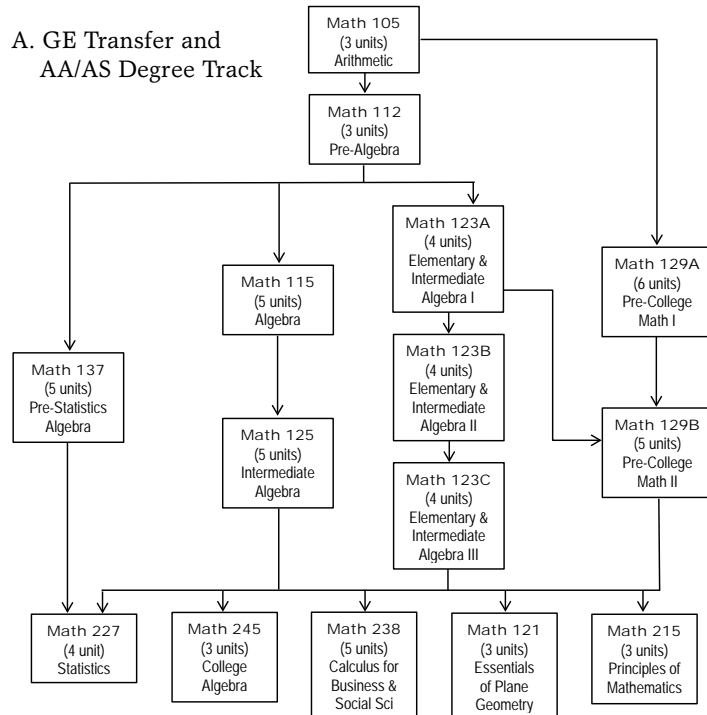 A. GE Transfer and
AA/AS Degree Track
Math 105
(3 units)
Arithmetic
Math 112
(3 units)
Pre-Algebra
Math 123A
(4 units)
Elementary &
Intermediate
Algebra I
Math 129A
(6 units)
Pre-College
Math I
Math 115
(5 units)
Algebra
Math 123B
(4 units)
Elementary &
Intermediate
Algebra II
Math 137
(5 units)
Pre-Statistics
Algebra
Math 129B
(5 units)
Pre-College
Math II
Math 125
(5 units)
Intermediate
Algebra
Math 123C
(4 units)
Elementary &
Intermediate
Algebra III
Math 227
(4 unit)
Statistics
Math 245
(3 units)
College
Algebra
Math 238
(5 units)
Calculus for
Business &
Social Sci
Math 121
(3 units)
Essentials
of Plane
Geometry
Math 215
(3 units)
Principles of
Mathematics